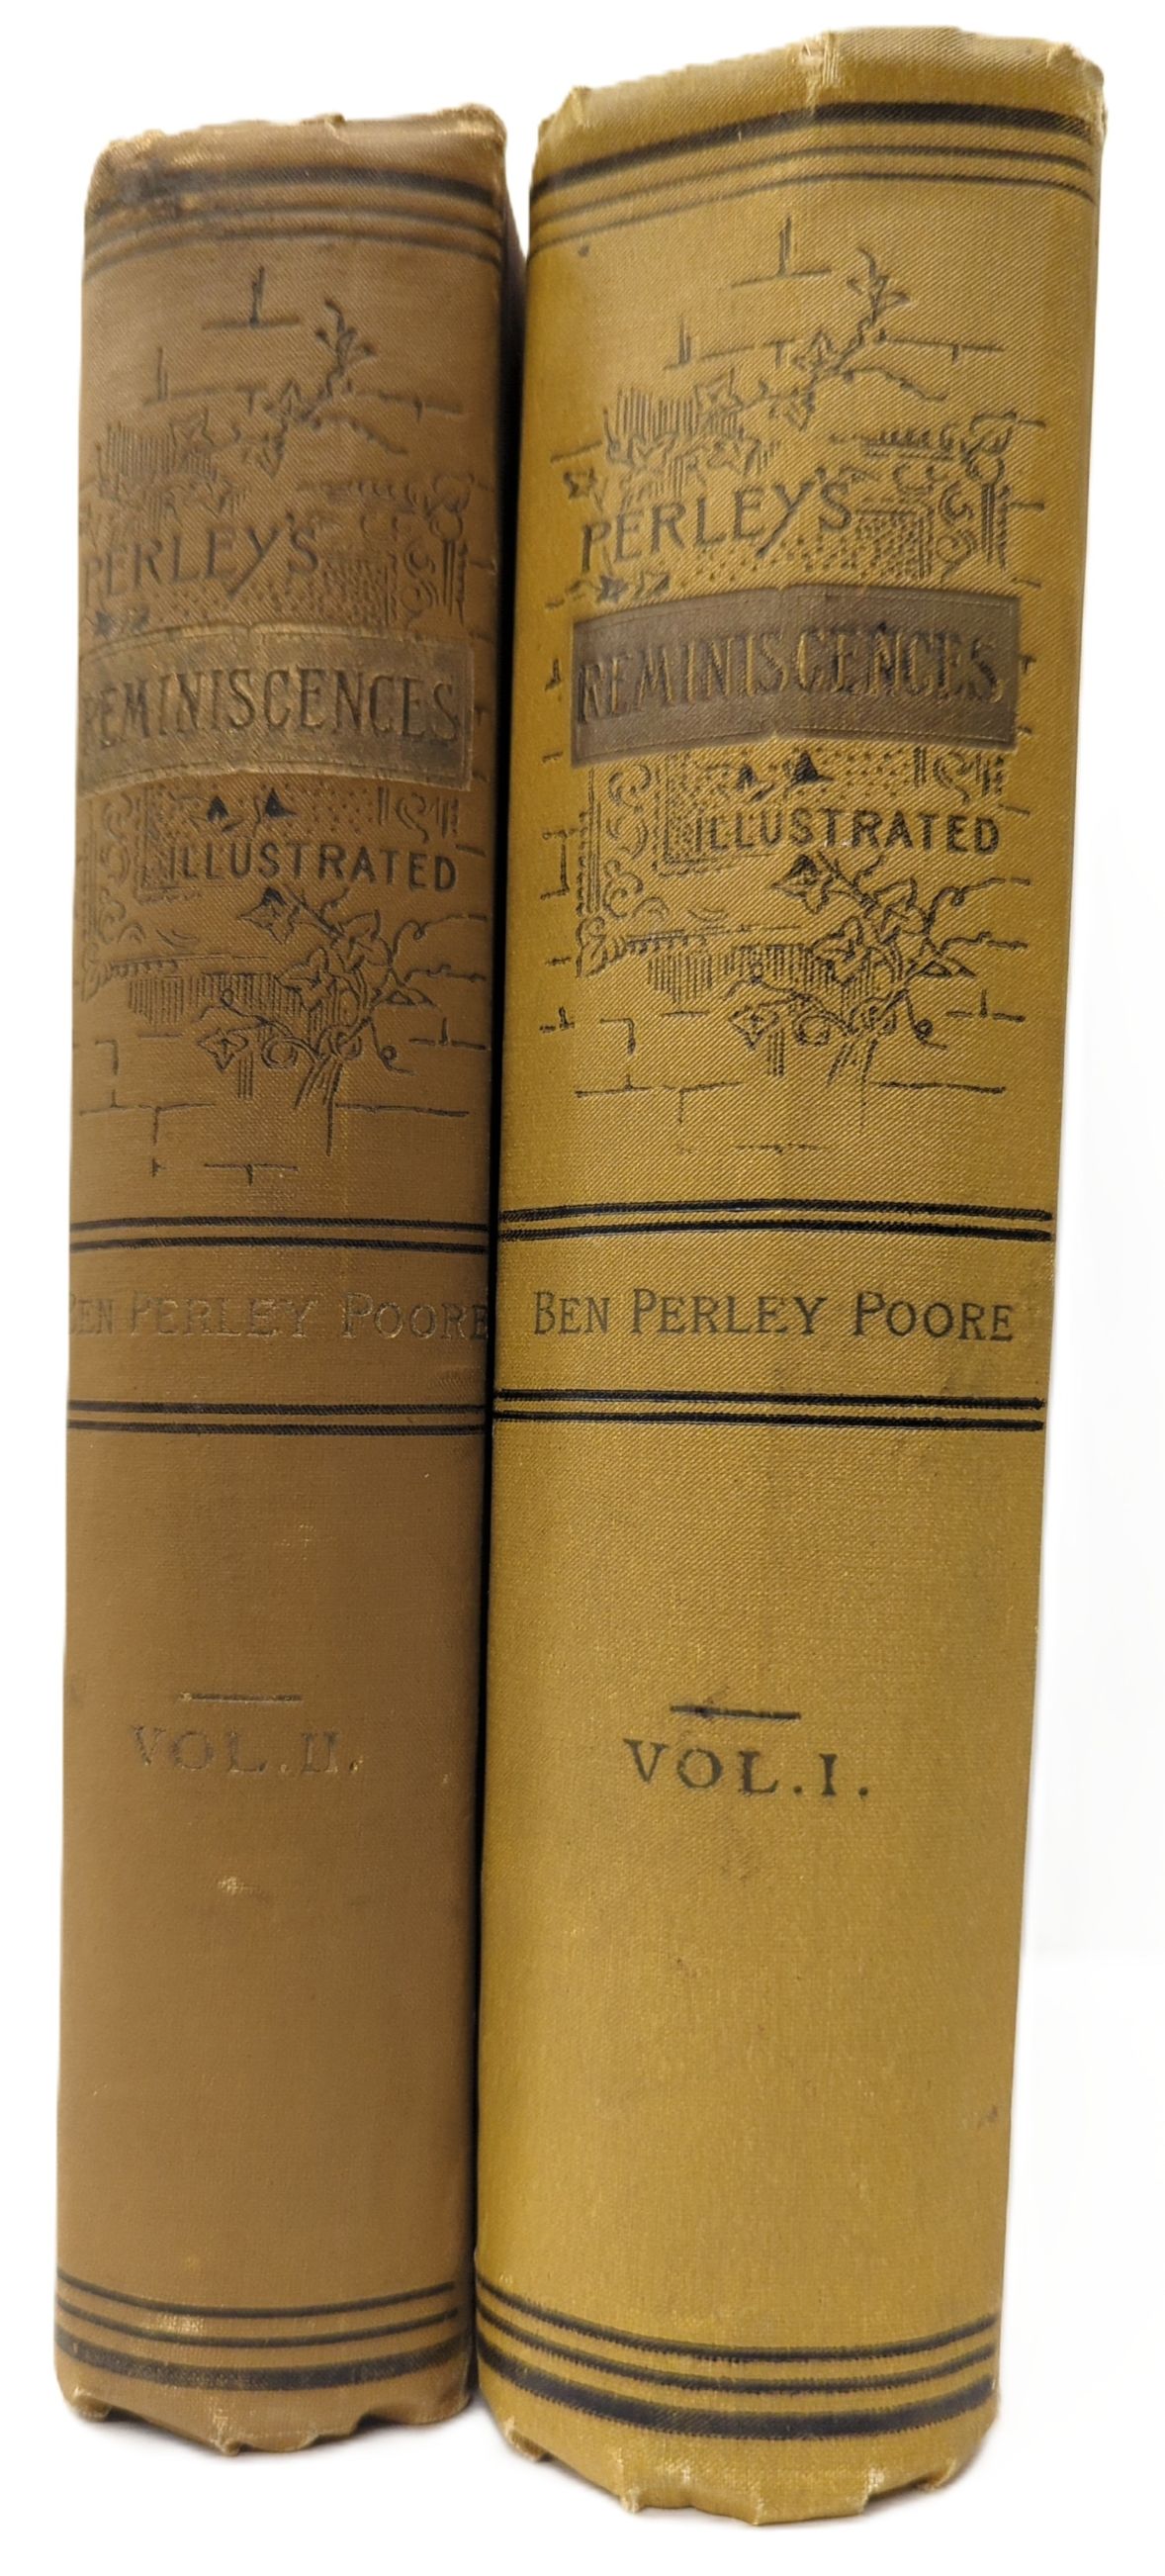 PERLEY'S
REMINISCENCES
ILLUSTRATED
BEN PERLEY POORE
VOL.II.
PERLEY'S
REMINISCENCES
ILLUSTRATED
BEN PERLEY POORE
VOL.I.